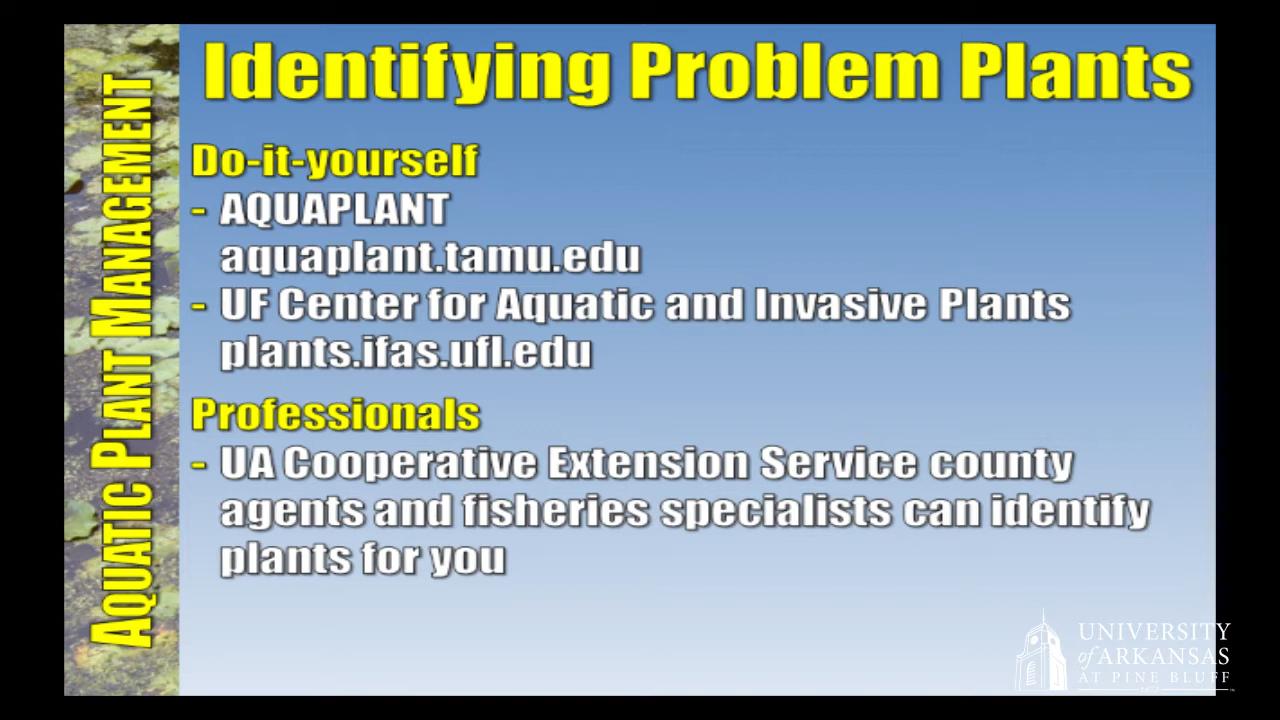 Identifying Problem Plants
AQUATIC PLANT MANAGEMENT
Do-it-yourself
- AQUAPLANT
aquaplant.tamu.edu
- UF Center for Aquatic and Invasive Plants
plants.ifas.ufl.edu
Professionals
- UA Cooperative Extension Service county
agents and fisheries specialists can identify
plants for you
UNIVERSITY
of ARKANSAS
AT PINE BLUFF